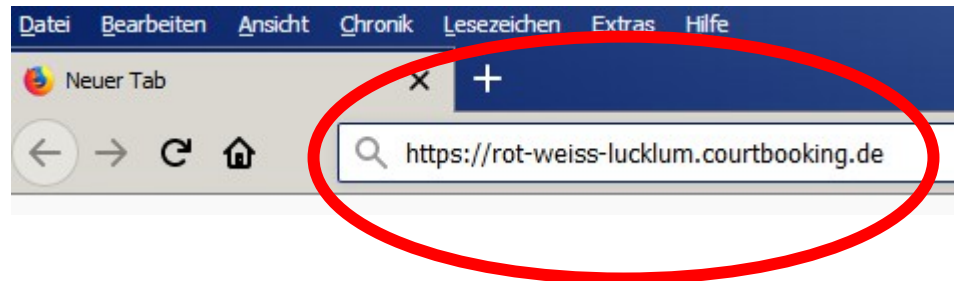 Datei Bearbeiten Ansicht Chronik Lesezeichen Extras Hilfe
Neuer Tab
https://rot-weiss-lucklum.courtbooking.de